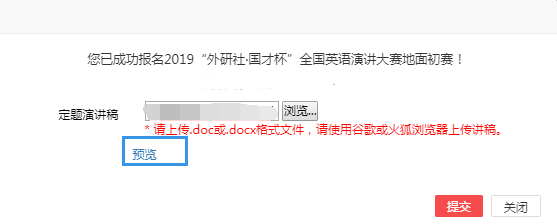 您已成功报名2019“外研社·国才杯”全国英语演讲大赛地面初赛！
定题演讲稿 浏览...
* 请上传.doc或.docx格式文件，请使用谷歌或火狐浏览器上传讲稿。
预览
提交 关闭